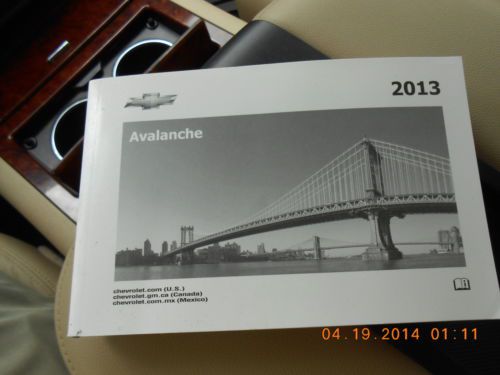 2013
Avalanche
chevrolet.com (U.S.)
chevrolet.gm.ca (Canada)
chevrolet.com.mx (Mexico)
04.19.2014 01:11